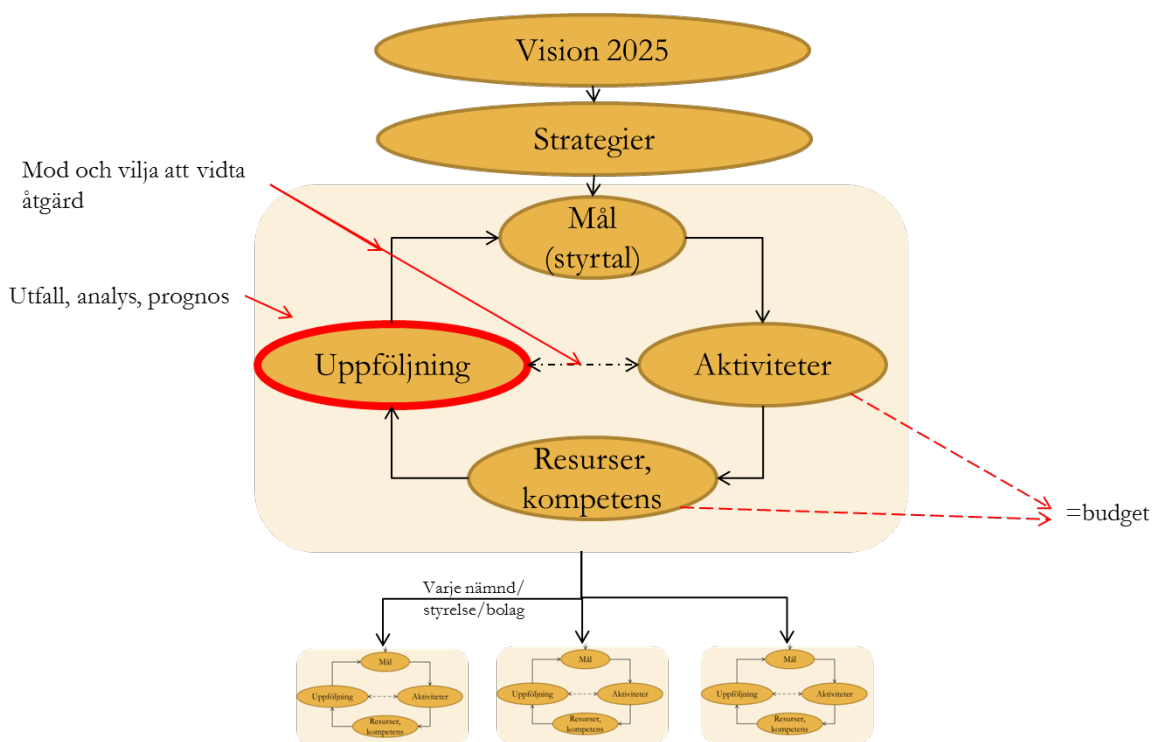 Vision 2025
Strategier
Mod och vilja att vidta
åtgärd
Mål
(styrtal)
Utfall, analys, prognos
Uppföljning
Aktiviteter
Resurser,
kompetens
=budget
Varje nämnd/
styrelse/bolag
Mål
Uppföljning
Aktiviteter
Resurser,
kompetens
Mål
Uppföljning
Aktiviteter
Resurser,
kompetens
Mål
Uppföljning
Aktiviteter
Resurser,
kompetens